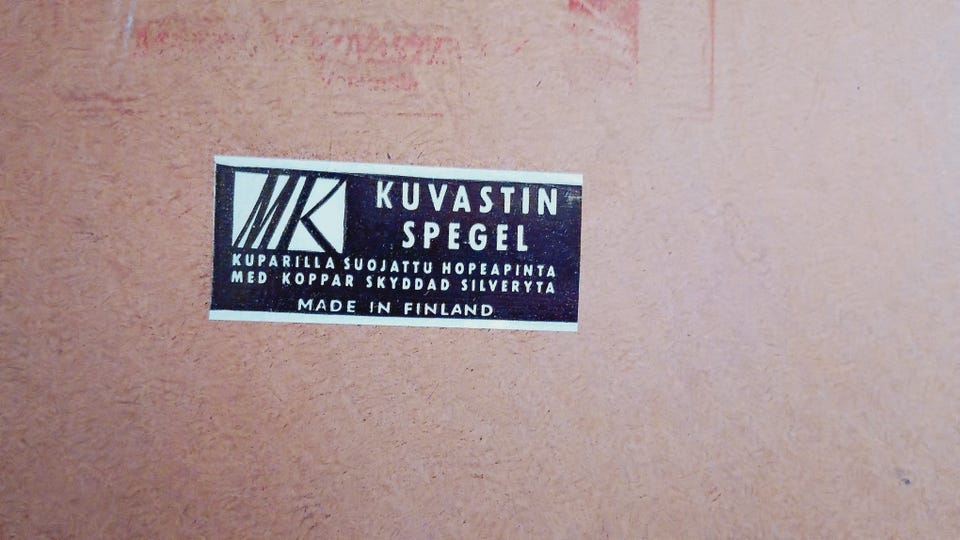 MK
KUVASTIN
SPEGEL
KUPARILLA SUOJATTU HOPEAPINTA
MED KOPPAR SKYDDAD SILVERYTA
MADE IN FINLAND